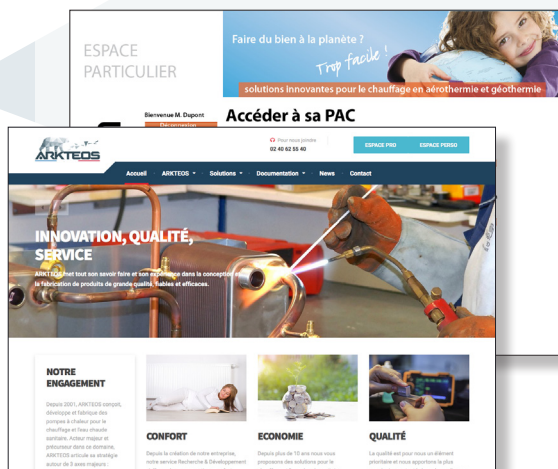 ESPACE
PARTICULIER
Faire du bien à la planète ?
Trop facile !
solutions innovantes pour le chauffage en aérothermie et géothermie
Bienvenue M. Dupont
Déconnexion
Accéder à sa PAC
ARKTEOS
Pour nous joindre
02 40 62 55 40
ESPACE PRO
ESPACE PERSO
Accueil
ARKTEOS
Solutions
Documentation
News
Contact
INNOVATION, QUALITÉ,
SERVICE
ARKTEOS met tout son savoir faire et son expérience dans la conception et
la fabrication de produits de grande qualité, fiables et efficaces.
NOTRE
ENGAGEMENT
Depuis 2001, ARKTEOS conçoit,
développe et fabrique des
pompes à chaleur pour le
chauffage et l'eau chaude
sanitaire. Acteur majeur et
précurseur dans ce domaine,
ARKTEOS articule sa stratégie
autour de 3 axes majeurs :
CONFORT
Depuis la création de notre entreprise,
notre service Recherche & Développement
ECONOMIE
Depuis plus de 10 ans nous vous
proposons des solutions pour le
QUALITÉ
La qualité est pour nous un élément
prioritaire et nous apportons le plus